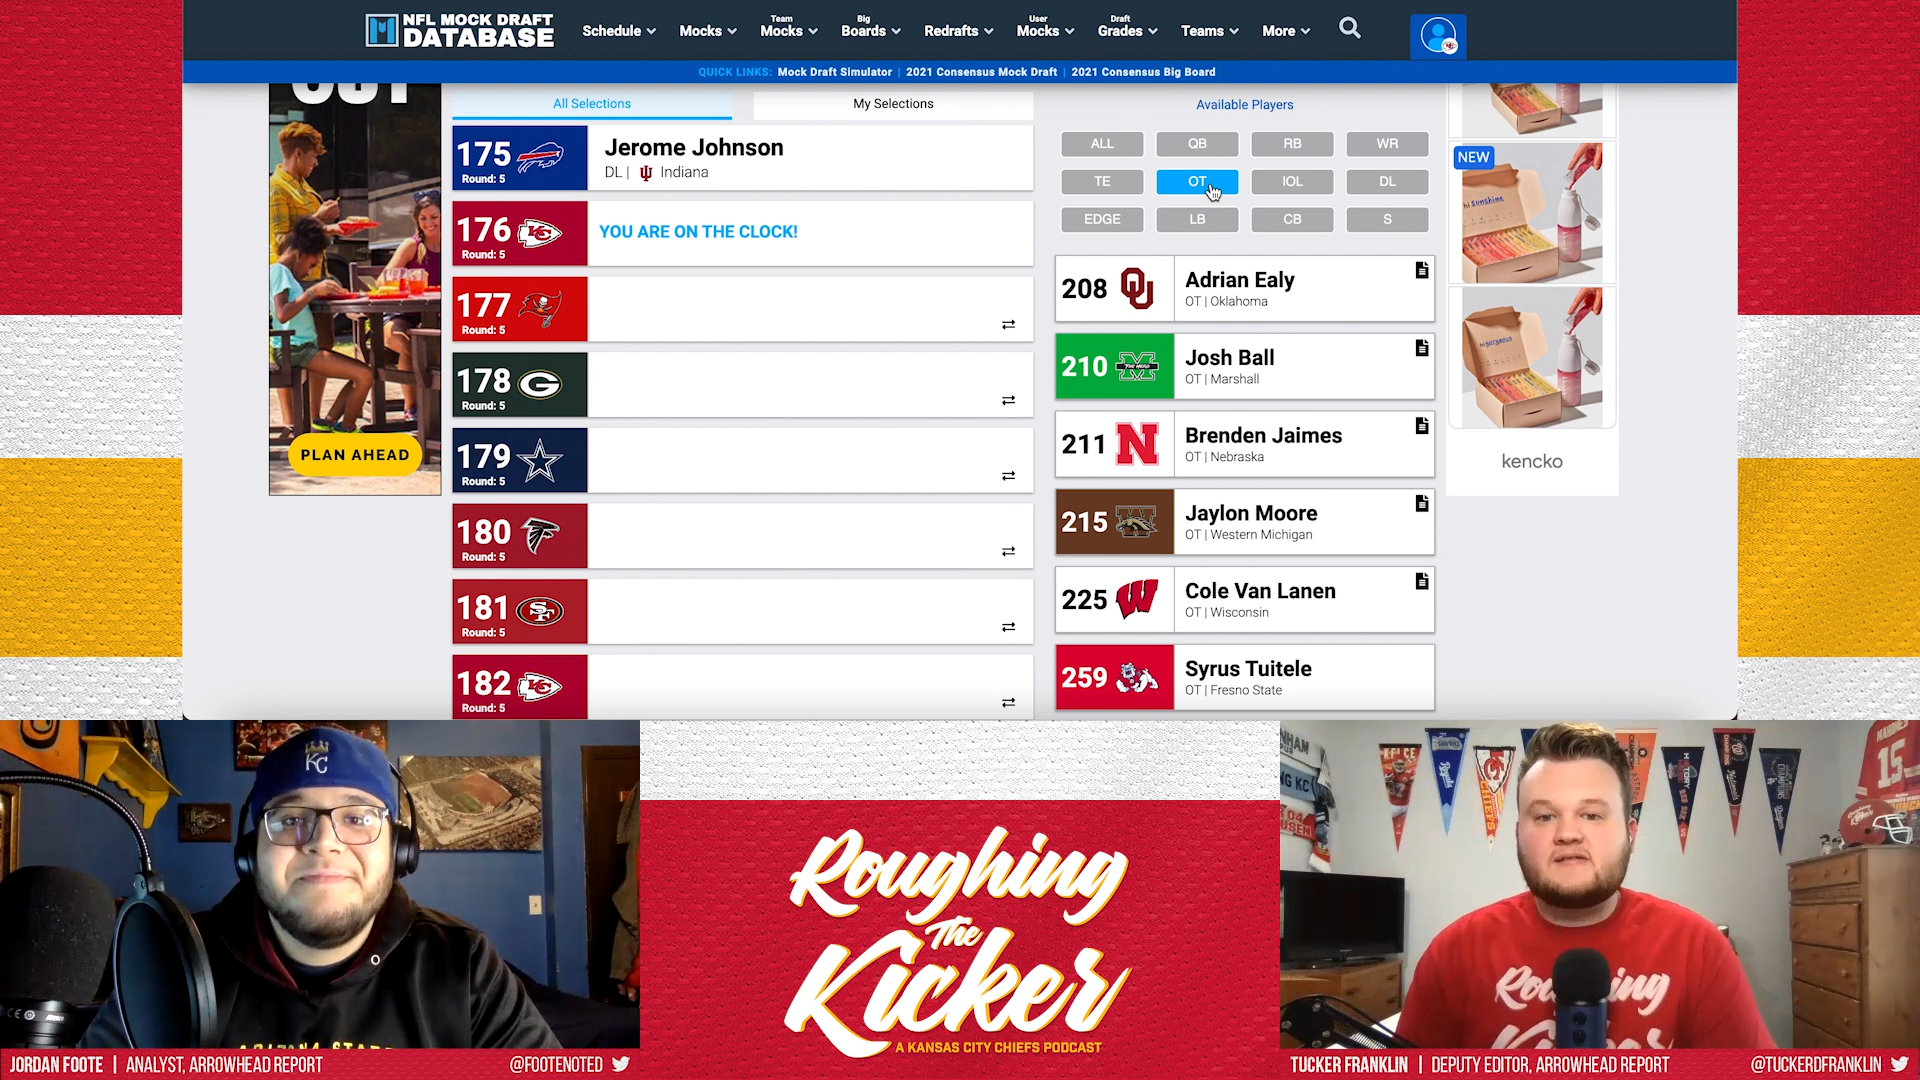 NFL MOCK DRAFT
DATABASE
Schedule
Mocks
Team
Mocks
Big
Boards
Redrafts
User
Mocks
Draft
Grades
Teams
More
QUICK LINKS: Mock Draft Simulator | 2021 Consensus Mock Draft | 2021 Consensus Big Board
PLAN AHEAD
All Selections
My Selections
175
Round: 5
Jerome Johnson
DL | Indiana
176
Round: 5
YOU ARE ON THE CLOCK!
177
Round: 5
178
Round: 5
179
Round: 5
180
Round: 5
181
Round: 5
182
Round: 5
Available Players
ALL QB RB WR
TE OT IOL DL
EDGE LB CB S
208
Adrian Ealy
OT | Oklahoma
210
Josh Ball
OT | Marshall
211
Brenden Jaimes
OT | Nebraska
215
Jaylon Moore
OT | Western Michigan
225
Cole Van Lanen
OT | Wisconsin
259
Syrus Tuitele
OT | Fresno State
NEW
hi sunshine
kencko
KC
Roughing
The
Kicker
A KANSAS CITY CHIEFS PODCAST
KELCE
Royals
CHIEFS
15
JORDAN FOOTE | ANALYST, ARROWHEAD REPORT
@FOOTENOTED
TUCKER FRANKLIN | DEPUTY EDITOR, ARROWHEAD REPORT
@TUCKERDFRANKLIN